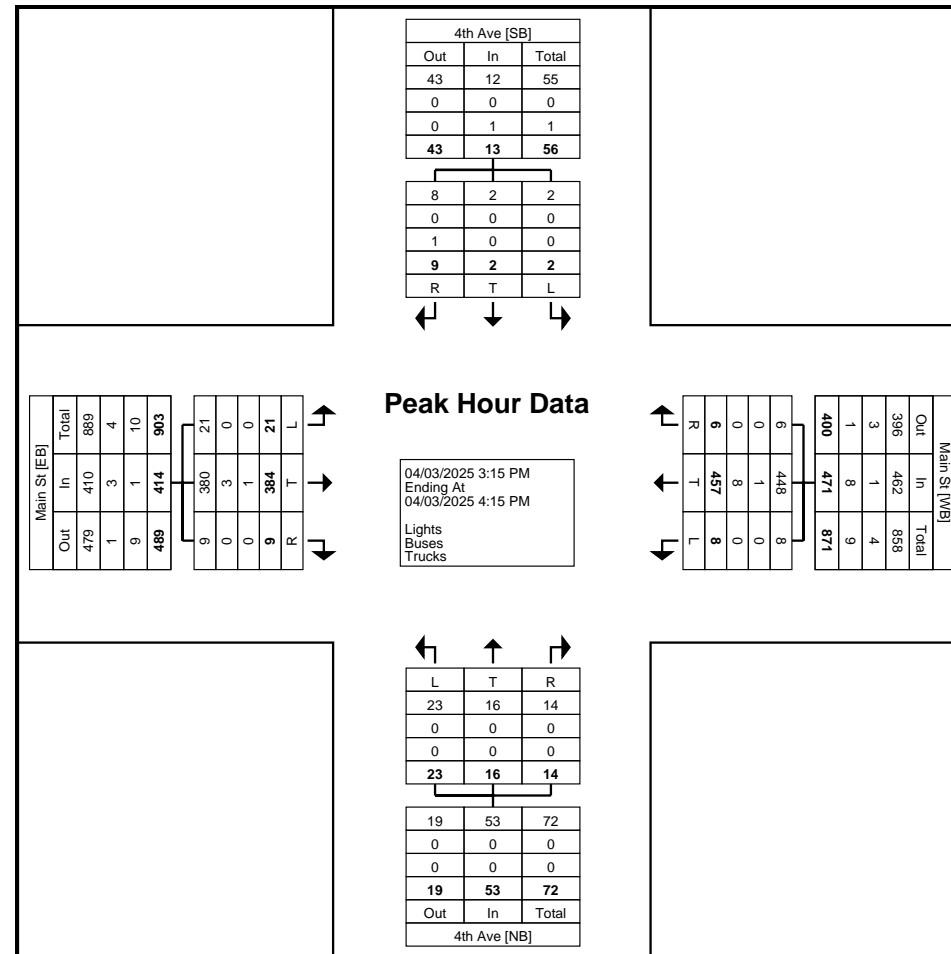 4th Ave [SB]
Out In Total
43 12 55
0 0 0
0 1 1
43 13 56
8 2 2
0 0 0
1 0 0
9 2 2
R T L
Main St [EB]
Total In Out
889 410 479
4 3 1
10 1 9
903 414 489
21 380 9
0 3 0
0 1 0
21 384 9
L T R
Peak Hour Data
04/03/2025 3:15 PM
Ending At
04/03/2025 4:15 PM
Lights
Buses
Trucks
R T L
6 457 8
0 8 0
0 1 0
6 448 8
400 471 871
1 8 9
3 1 4
396 462 858
Out In Total
Main St [WB]
L T R
23 16 14
0 0 0
0 0 0
23 16 14
19 53 72
0 0 0
0 0 0
19 53 72
Out In Total
4th Ave [NB]